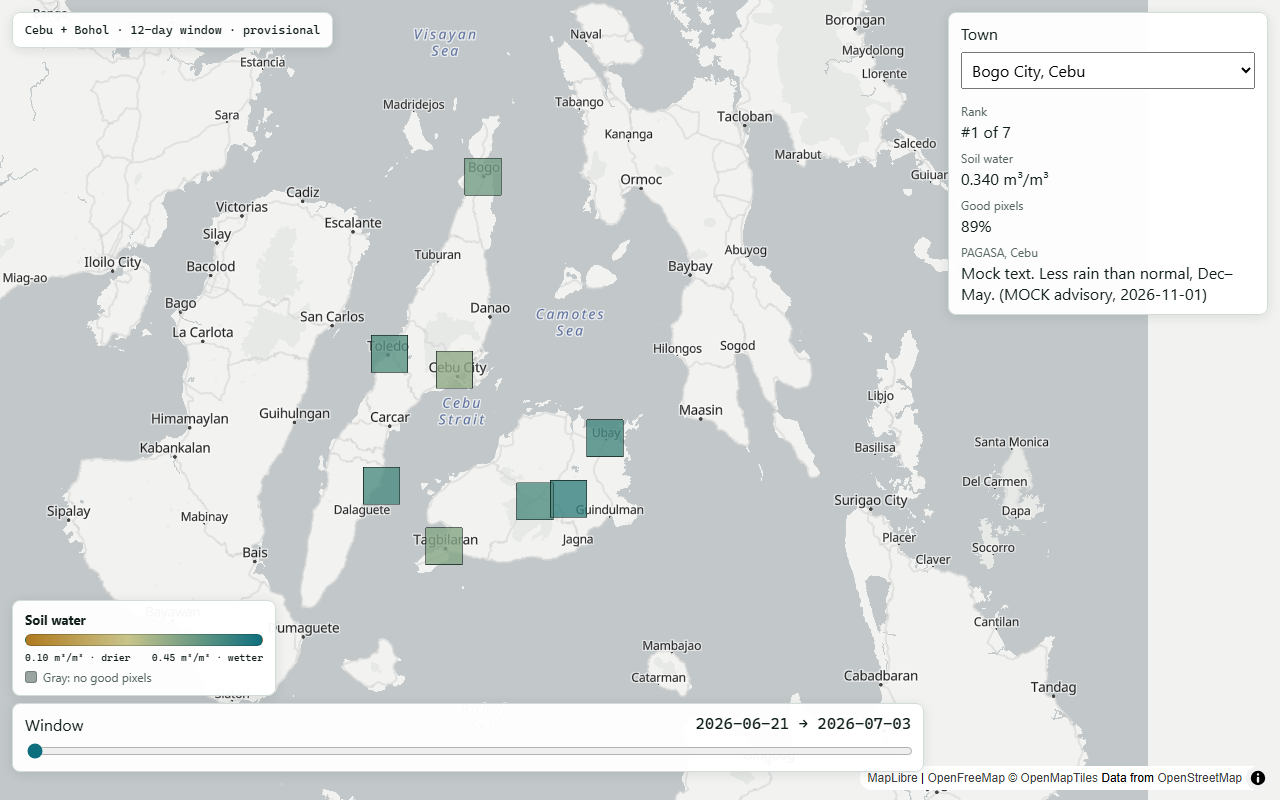 Cebu + Bohol · 12-day window · provisional
Town
Bogo City, Cebu
Rank
#1 of 7
Soil water
0.340 m³/m³
Good pixels
89%
PAGASA, Cebu
Mock text. Less rain than normal, Dec–
May. (MOCK advisory, 2026-11-01)
Visayan
Sea
Naval
Borongan
Maydolong
Llorente
Estancia
Madridejos
Tabango
Sara
Kananga
Tacloban
Marabut
Salcedo
Guiuan
Bogo
Ormoc
Cadiz
Victorias
Escalante
Silay
Tuburan
Abuyog
Iloilo City
Bacolod
Baybay
Miag-ao
Bago
San Carlos
Danao
Camotes
Sea
La Carlota
Toledo
Cebu City
Hilongos
Sogod
Libjo
Cebu
Strait
Himamaylan
Guihulngan
Carcar
Maasin
Ubay
Kabankalan
Basilisa
Santa Monica
Del Carmen
Sipalay
Mabinay
Dalaguete
Guindulman
Surigao City
Dapa
Tagbilaran
Jagna
Placer
Socorro
Bais
Claver
Bayawan
Dumaguete
Cantilan
Mambajao
Catarman
Cabadbaran
Tandag
Soil water
0.10 m³/m³ · drier
0.45 m³/m³ · wetter
Gray: no good pixels
Window
2026-06-21 → 2026-07-03
MapLibre | OpenFreeMap © OpenMapTiles Data from OpenStreetMap